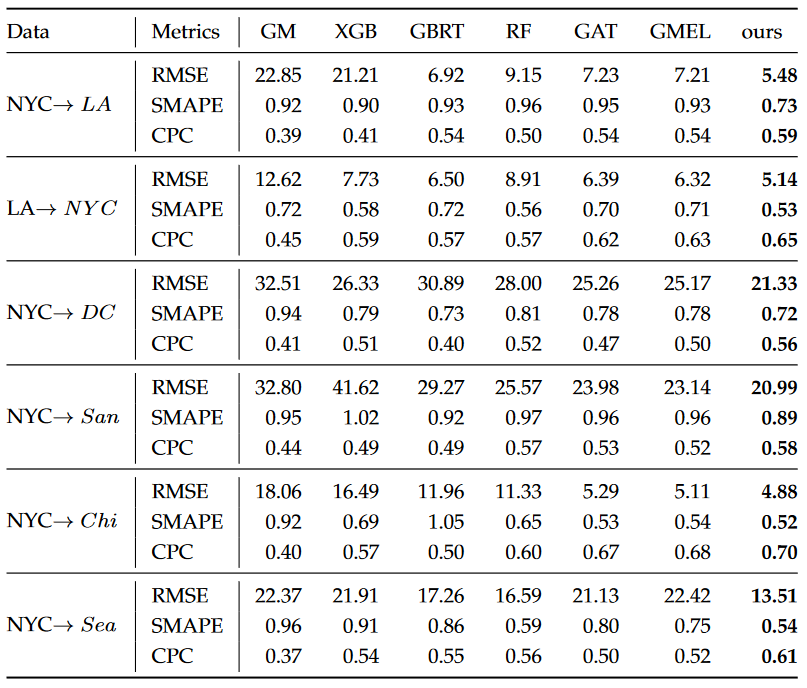 Data Metrics GM XGB GBRT RF GAT GMEL ours
RMSE 22.85 21.21 6.92 9.15 7.23 7.21 5.48
NYC→ LA SMAPE 0.92 0.90 0.93 0.96 0.95 0.93 0.73
CPC 0.39 0.41 0.54 0.50 0.54 0.54 0.59
RMSE 12.62 7.73 6.50 8.91 6.39 6.32 5.14
LA→ NYC SMAPE 0.72 0.58 0.72 0.56 0.70 0.71 0.53
CPC 0.45 0.59 0.57 0.57 0.62 0.63 0.65
RMSE 32.51 26.33 30.89 28.00 25.26 25.17 21.33
NYC→ DC SMAPE 0.94 0.79 0.73 0.81 0.78 0.78 0.72
CPC 0.41 0.51 0.40 0.52 0.47 0.50 0.56
RMSE 32.80 41.62 29.27 25.57 23.98 23.14 20.99
NYC→ San SMAPE 0.95 1.02 0.92 0.97 0.96 0.96 0.89
CPC 0.44 0.49 0.49 0.57 0.53 0.52 0.58
RMSE 18.06 16.49 11.96 11.33 5.29 5.11 4.88
NYC→ Chi SMAPE 0.92 0.69 1.05 0.65 0.53 0.54 0.52
CPC 0.40 0.57 0.50 0.60 0.67 0.68 0.70
RMSE 22.37 21.91 17.26 16.59 21.13 22.42 13.51
NYC→ Sea SMAPE 0.96 0.91 0.86 0.59 0.80 0.75 0.54
CPC 0.37 0.54 0.55 0.56 0.50 0.52 0.61